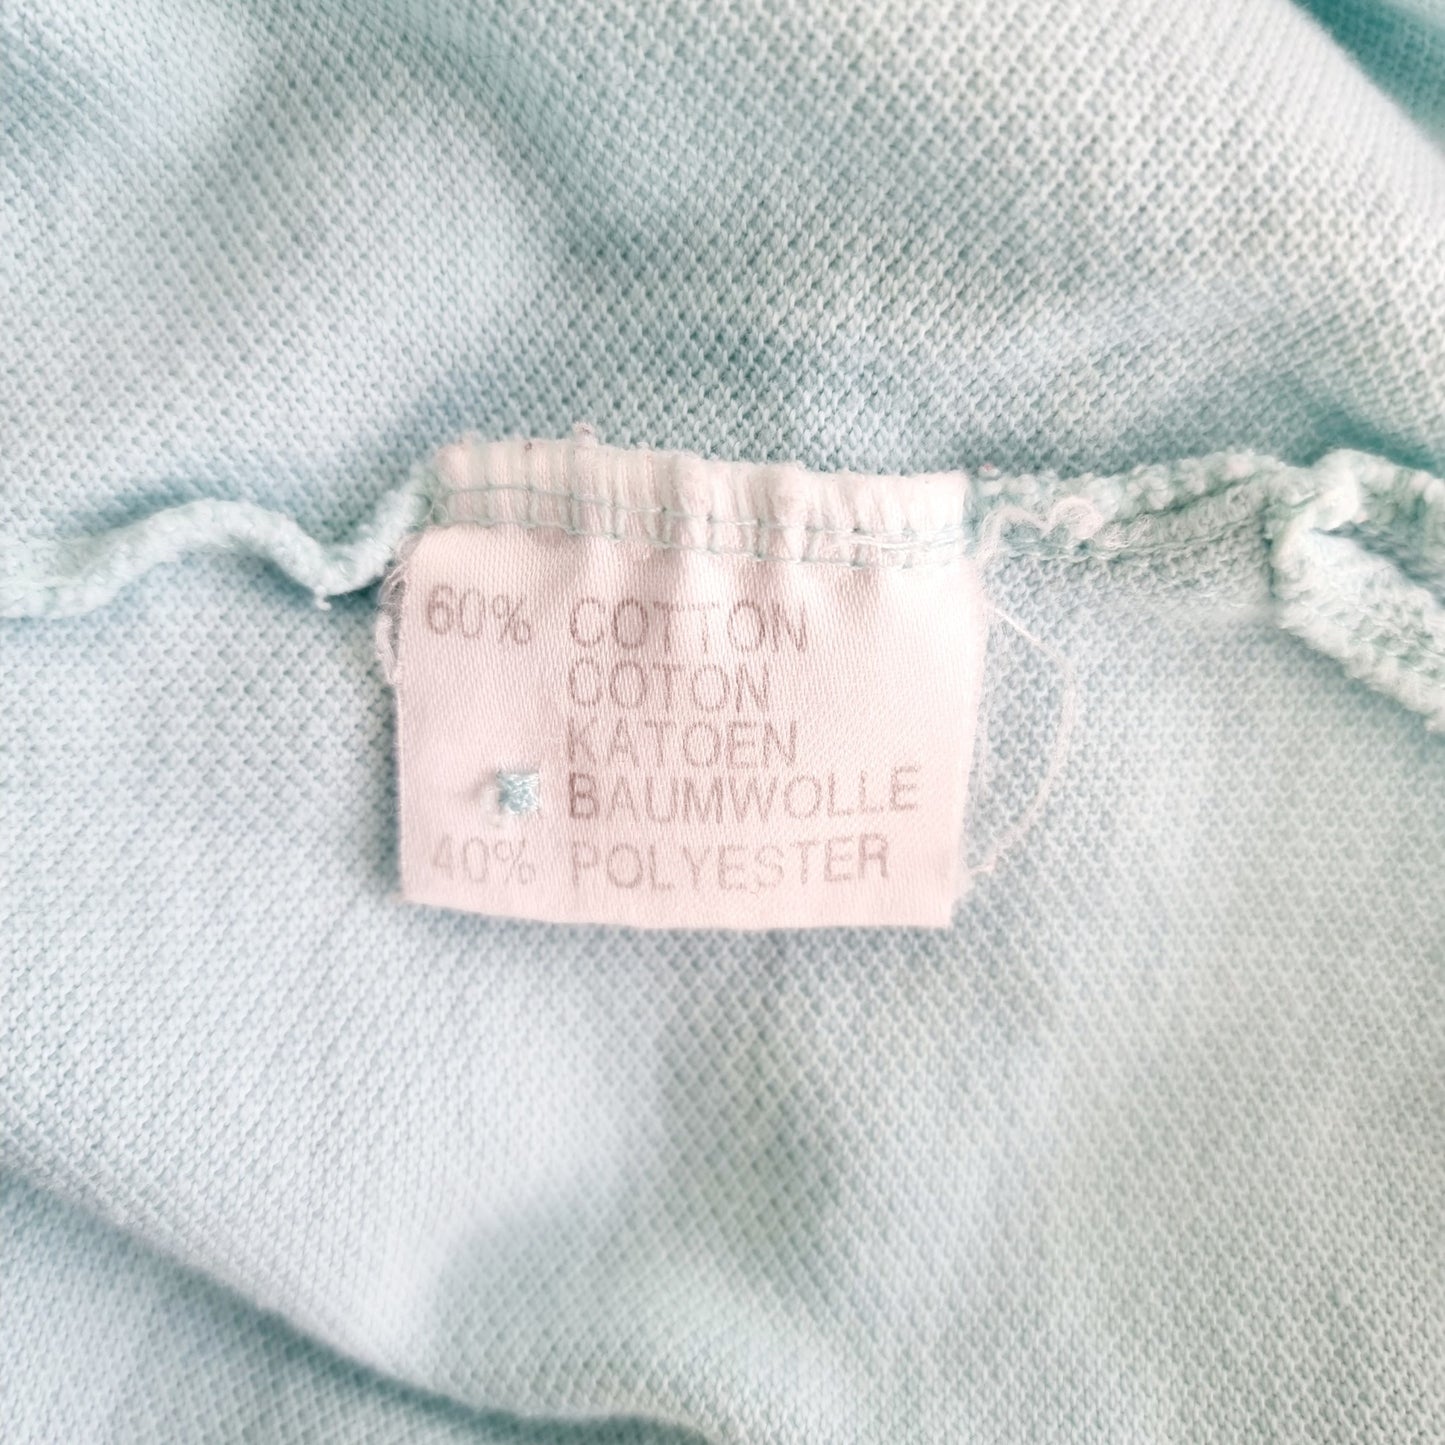 60% COTTON
COTON
KATOEN
BAUMWOLLE
40% POLYESTER